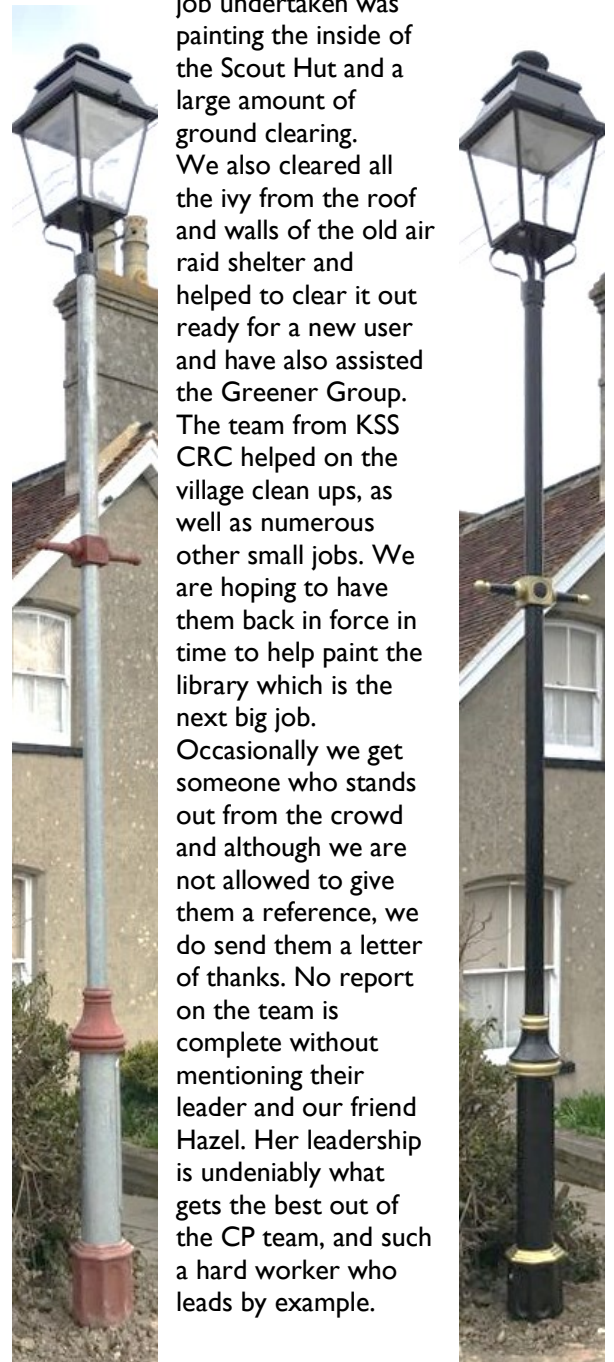 job undertaken was
painting the inside of
the Scout Hut and a
large amount of
ground clearing.
We also cleared all
the ivy from the roof
and walls of the old air
raid shelter and
helped to clear it out
ready for a new user
and have also assisted
the Greener Group.
The team from KSS
CRC helped on the
village clean ups, as
well as numerous
other small jobs. We
are hoping to have
them back in force in
time to help paint the
library which is the
next big job.
Occasionally we get
someone who stands
out from the crowd
and although we are
not allowed to give
them a reference, we
do send them a letter
of thanks. No report
on the team is
complete without
mentioning their
leader and our friend
Hazel. Her leadership
is undeniably what
gets the best out of
the CP team, and such
a hard worker who
leads by example.